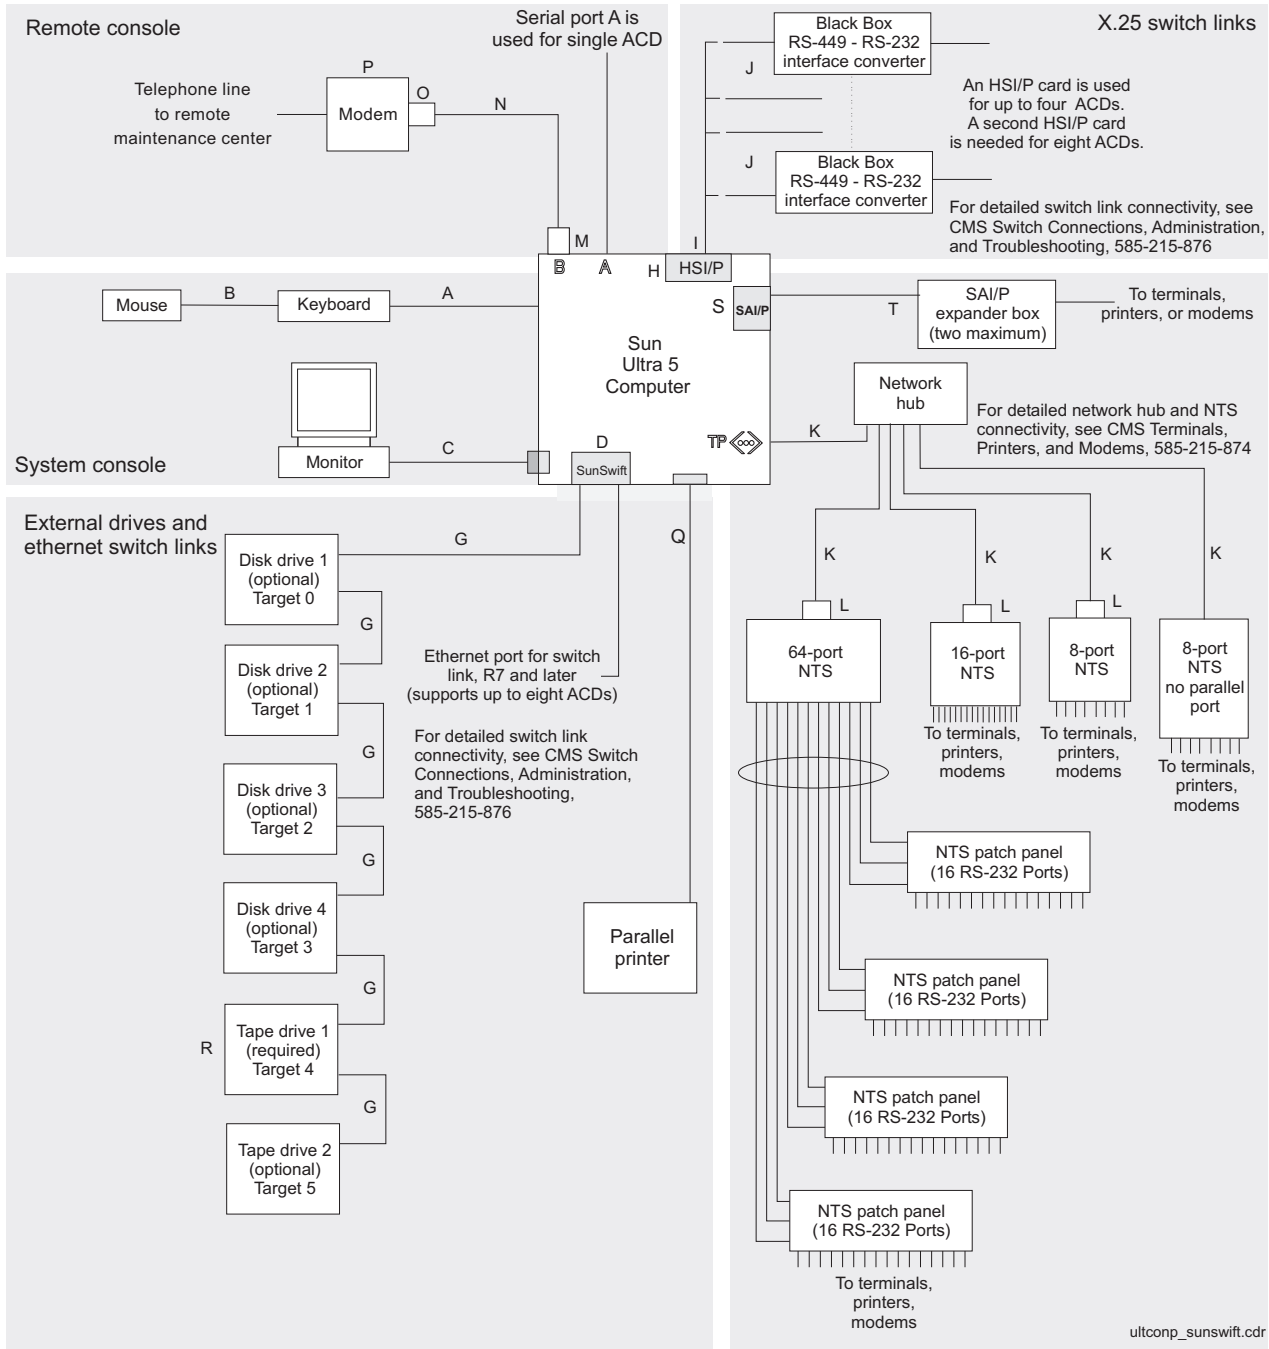 Remote console
Serial port A is
used for single ACD
P
O
N
Telephone line
to remote
maintenance center
Modem
M
X.25 switch links
Black Box
RS-449 - RS-232
interface converter
J
An HSI/P card is used
for up to four ACDs.
A second HSI/P card
is needed for eight ACDs.
J
Black Box
RS-449 - RS-232
interface converter
For detailed switch link connectivity, see
CMS Switch Connections, Administration,
and Troubleshooting, 585-215-876
I
B
A
H
HSI/P
Mouse
B
Keyboard
A
S
SAI/P
T
SAI/P
expander box
(two maximum)
To terminals,
printers, or modems
Sun
Ultra 5
Computer
Network
hub
TP
K
For detailed network hub and NTS
connectivity, see CMS Terminals,
Printers, and Modems, 585-215-874
Monitor
C
D
SunSwift
System console
External drives and
ethernet switch links
G
Q
Disk drive 1
(optional)
Target 0
G
Disk drive 2
(optional)
Target 1
G
Disk drive 3
(optional)
Target 2
G
Disk drive 4
(optional)
Target 3
G
R
Tape drive 1
(required)
Target 4
G
Tape drive 2
(optional)
Target 5
Ethernet port for switch
link, R7 and later
(supports up to eight ACDs)
For detailed switch link
connectivity, see CMS Switch
Connections, Administration,
and Troubleshooting,
585-215-876
Parallel
printer
K
K
K
K
L
L
L
64-port
NTS
16-port
NTS
8-port
NTS
8-port
NTS
no parallel
port
To terminals,
printers,
modems
To terminals,
printers,
modems
To terminals,
printers,
modems
NTS patch panel
(16 RS-232 Ports)
NTS patch panel
(16 RS-232 Ports)
NTS patch panel
(16 RS-232 Ports)
NTS patch panel
(16 RS-232 Ports)
To terminals,
printers,
modems
ultconp_sunswift.cdr